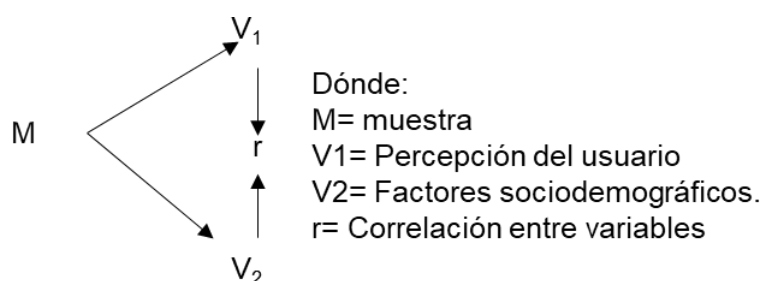 V₁
Dónde:
M= muestra
M
V1= Percepción del usuario
r
V2= Factores sociodemográficos.
r= Correlación entre variables
V₂